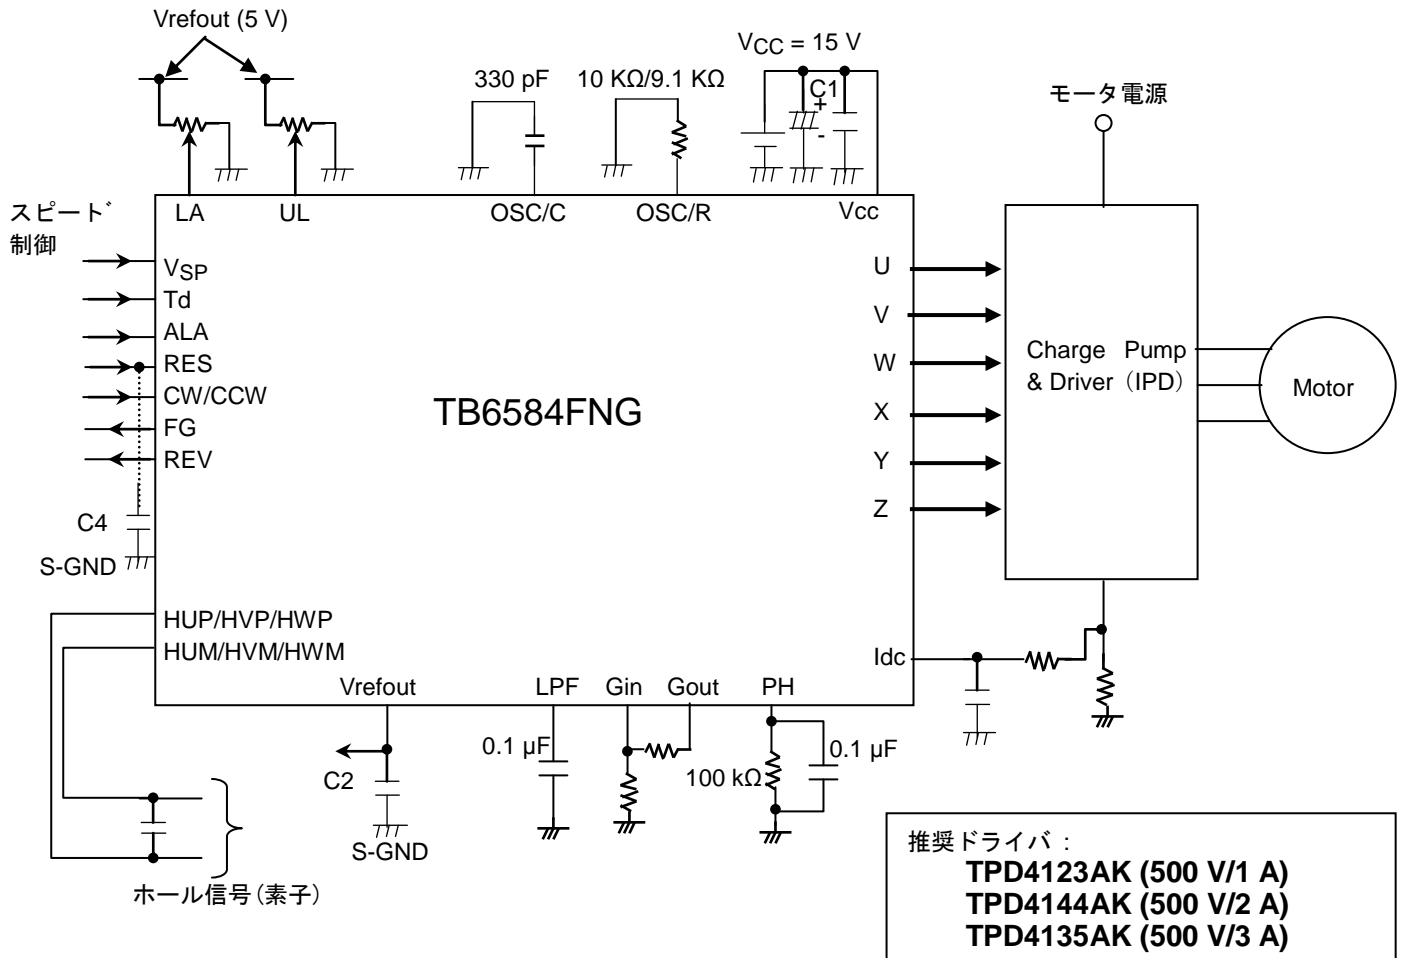 Vrefout (5 V)
330 pF
10 KΩ/9.1 KΩ
VCC = 15 V
C1
+
-
モータ電源
スピード
制御
LA
UL
OSC/C
OSC/R
Vcc
VSP
Td
ALA
RES
CW/CCW
FG
REV
C4
S-GND
TB6584FNG
U
V
W
X
Y
Z
Charge Pump
& Driver (IPD)
Motor
HUP/HVP/HWP
HUM/HVM/HWM
Idc
Vrefout
LPF
Gin
Gout
PH
C2
S-GND
0.1 µF
100 kΩ
0.1 µF
ホール信号(素子)
推奨ドライバ :
TPD4123AK (500 V/1 A)
TPD4144AK (500 V/2 A)
TPD4135AK (500 V/3 A)